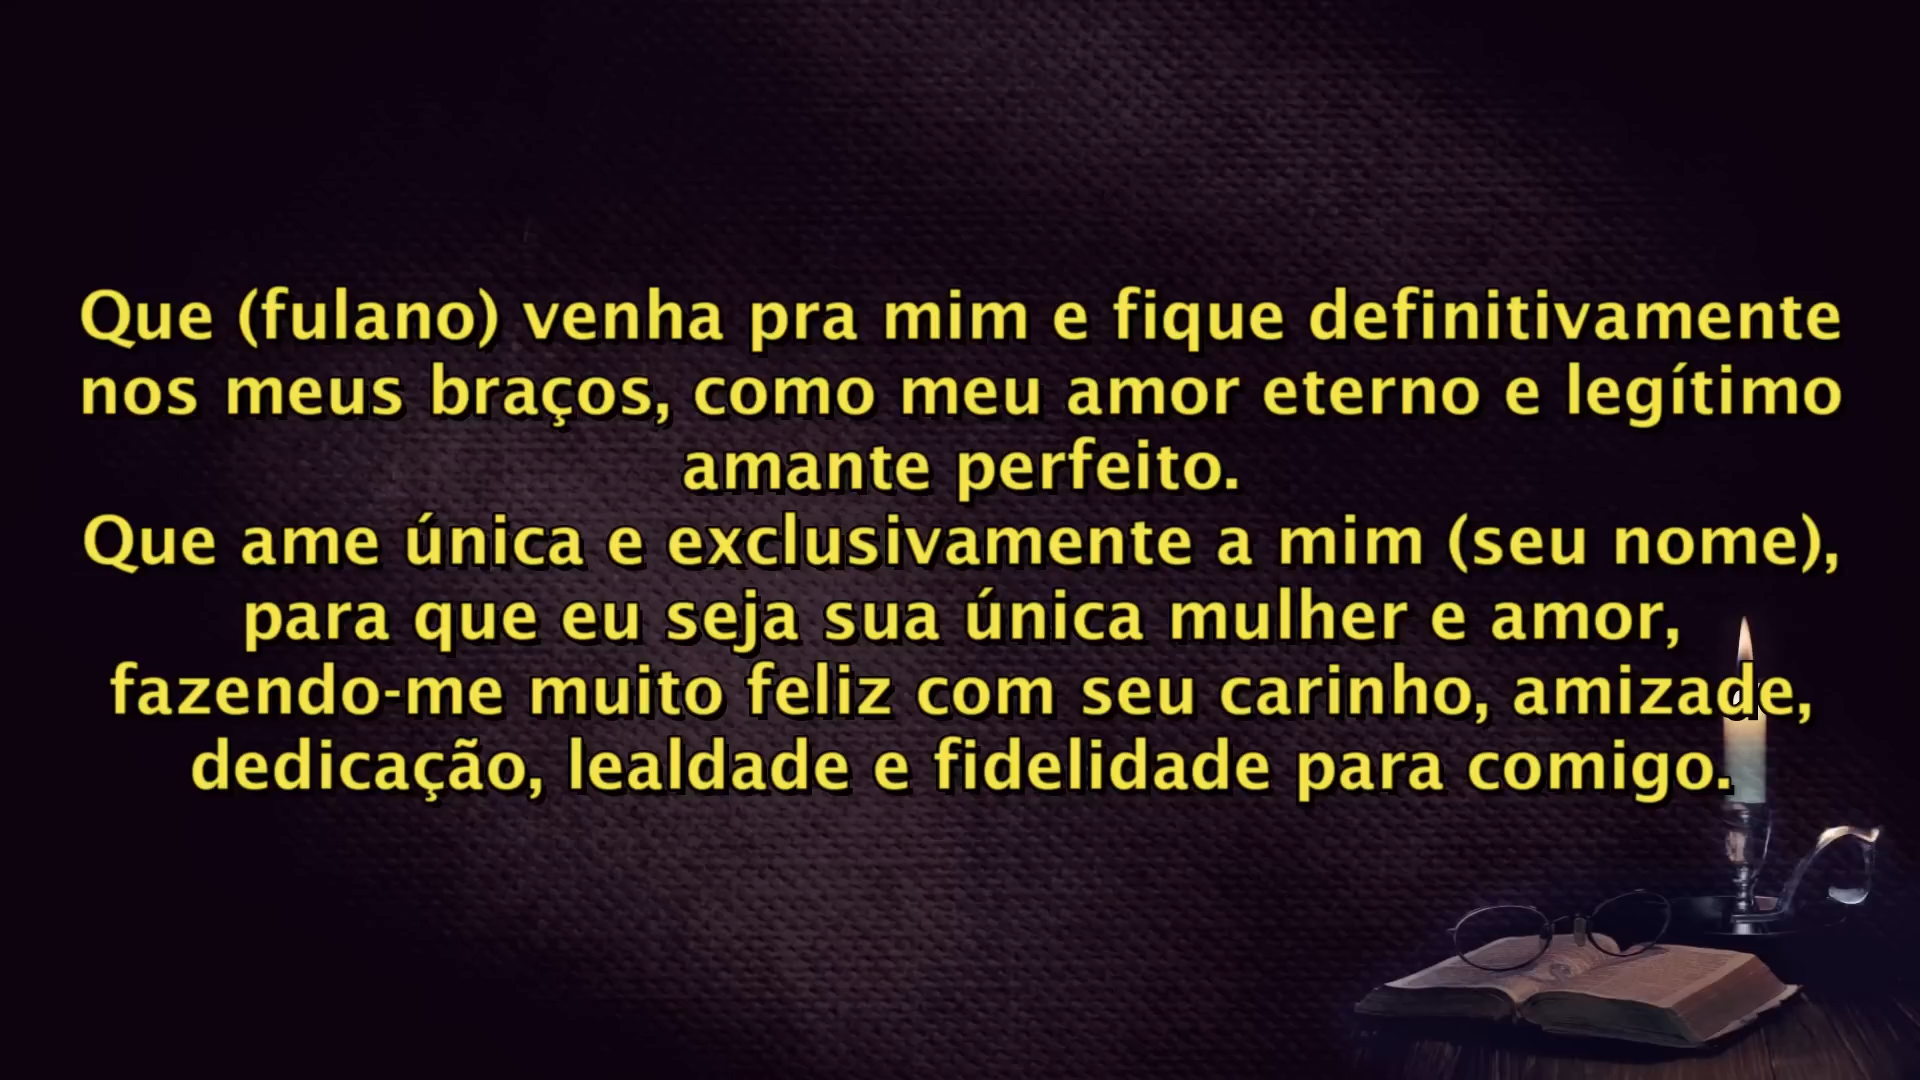 Que (fulano) venha pra mim e fique definitivamente
nos meus braços, como meu amor eterno e legítimo
amante perfeito.
Que ame única e exclusivamente a mim (seu nome),
para que eu seja sua única mulher e amor,
fazendo-me muito feliz com seu carinho, amizade,
dedicação, lealdade e fidelidade para comigo.